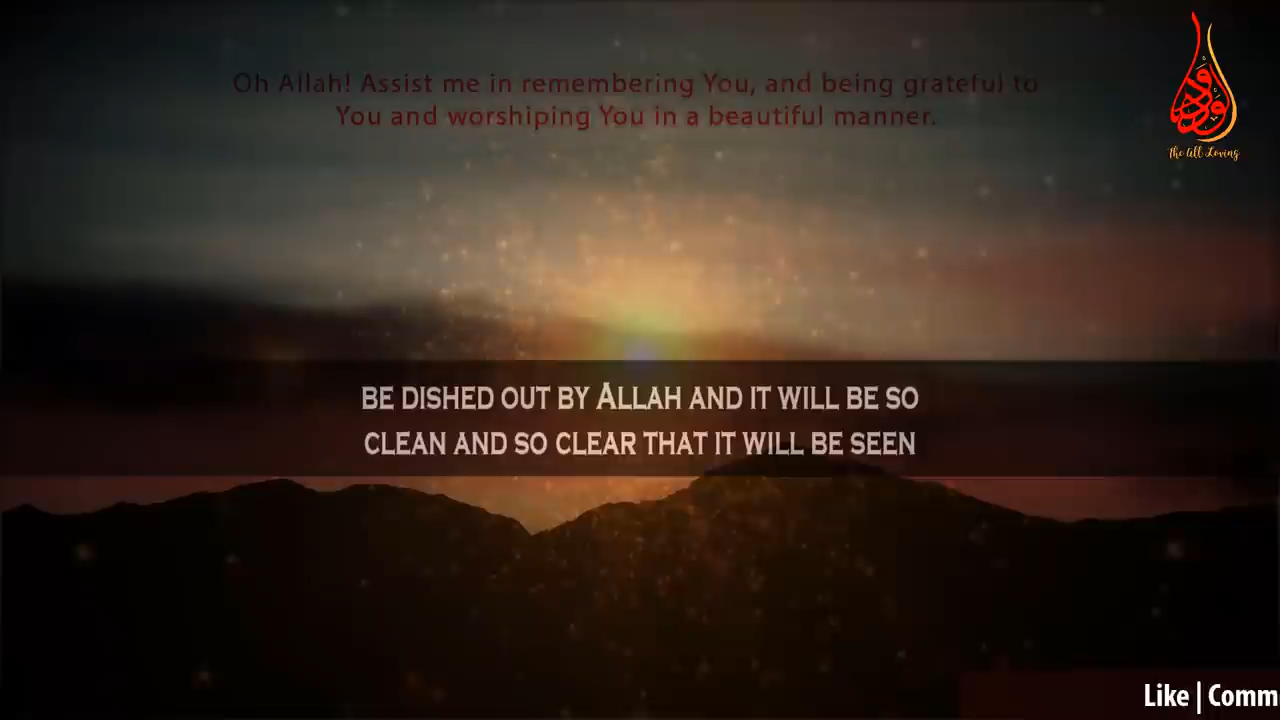 Oh Allah! Assist me in remembering You, and being grateful to
You and worshiping You in a beautiful manner.
The All Loving
BE DISHED OUT BY ALLAH AND IT WILL BE SO
CLEAN AND SO CLEAR THAT IT WILL BE SEEN
Like | Comm